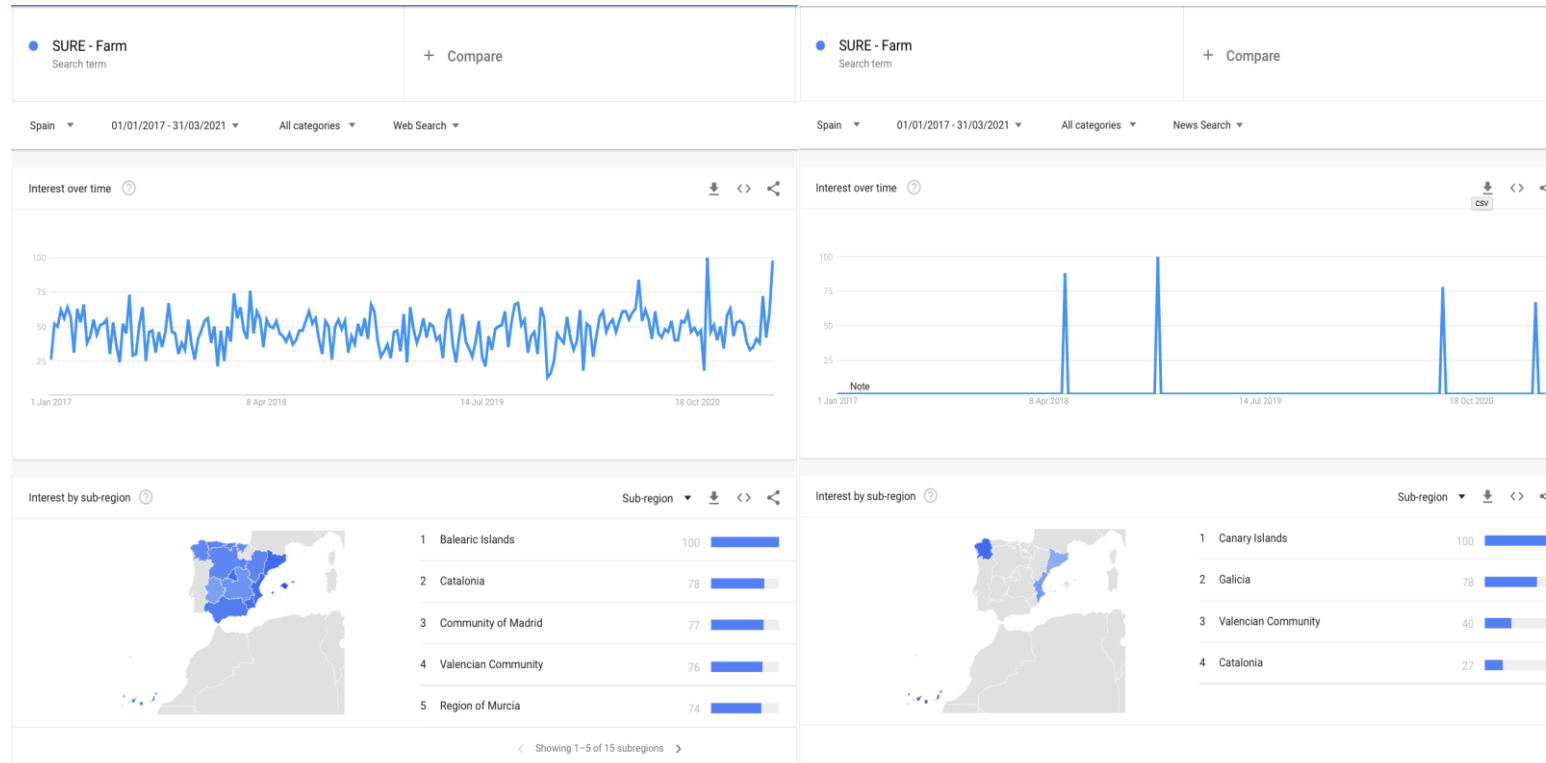 SURE - Farm
Search term
+ Compare
Spain 01/01/2017 - 31/03/2021 All categories Web Search
Interest over time
100
75
50
25
1 Jan 2017 8 Apr 2018 14 Jul 2019 18 Oct 2020
Interest by sub-region
Sub-region
1 Balearic Islands 100
2 Catalonia 78
3 Community of Madrid 77
4 Valencian Community 76
5 Region of Murcia 74
Showing 1–5 of 15 subregions
SURE - Farm
Search term
+ Compare
Spain 01/01/2017 - 31/03/2021 All categories News Search
Interest over time
csv
100
75
50
25
Note
1 Jan 2017 8 Apr 2018 14 Jul 2019 18 Oct 2020
Interest by sub-region
Sub-region
1 Canary Islands 100
2 Galicia 78
3 Valencian Community 40
4 Catalonia 27